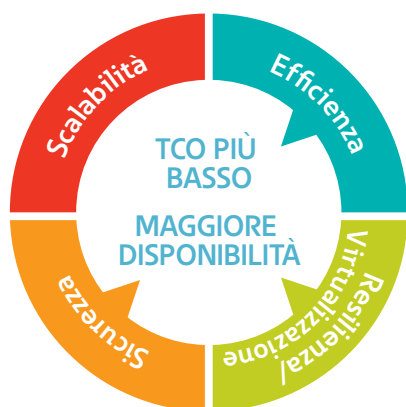 Scalabilità
Efficienza
TCO PIÙ
BASSO
MAGGIORE
DISPONIBILITÀ
Sicurezza
Resilienza/
Virtualizzazione